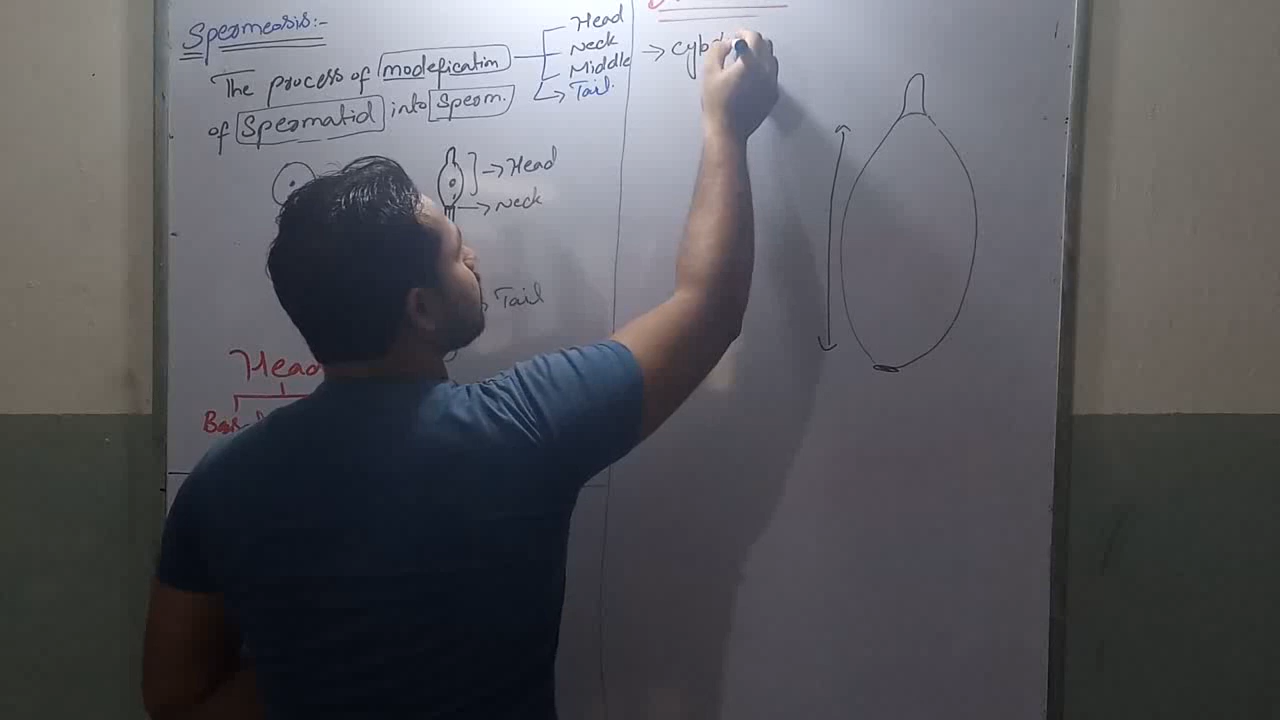 Spermeosis:-
The process of modefication
of Spermatid into Sperm.
Head
Neck
Middle
Tail.
→ Head
→ Neck
Tail
Head